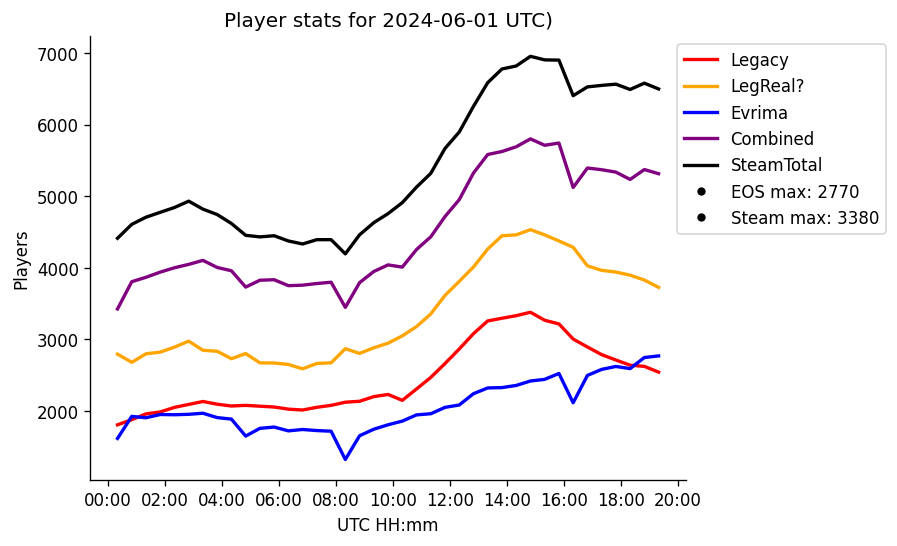 Player stats for 2024-06-01 UTC)
Players
7000
6000
5000
4000
3000
2000
00:00 02:00 04:00 06:00 08:00 10:00 12:00 14:00 16:00 18:00 20:00
UTC HH:mm
Legacy
LegReal?
Evrima
Combined
SteamTotal
EOS max: 2770
Steam max: 3380